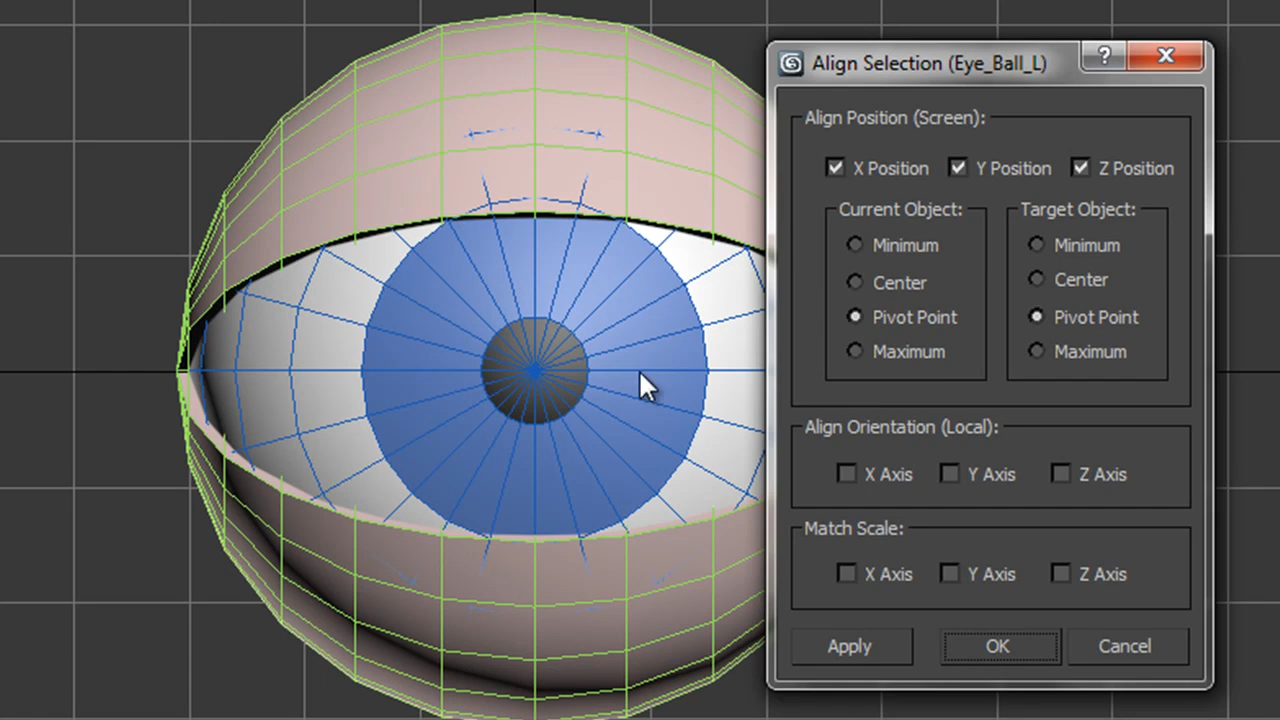 Align Selection (Eye_Ball_L)
?
Align Position (Screen):
X Position Y Position Z Position
Current Object: Target Object:
Minimum Minimum
Center Center
Pivot Point Pivot Point
Maximum Maximum
Align Orientation (Local):
X Axis Y Axis Z Axis
Match Scale:
X Axis Y Axis Z Axis
Apply OK Cancel